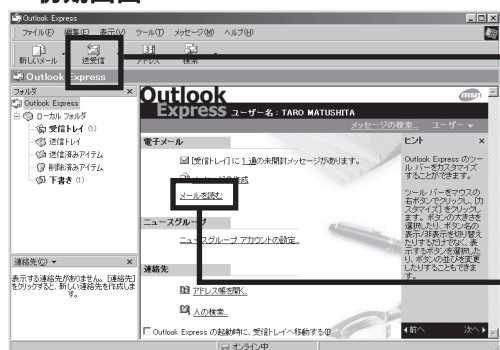 初期画面
Outlook Express
ファイル(F) 編集(E) 表示(V) ツール(T) メッセージ(M) ヘルプ(H)
新しいメール 送受信 アドレス 検索
Outlook Express
フォルダ ×
Outlook Express
ローカル フォルダ
受信トレイ (1)
送信トレイ
送信済みアイテム
削除済みアイテム
下書き (1)
連絡先(C) ▼ ×
表示する連絡先がありません。[連絡先]
をクリックすると、新しい連絡先を作成しま
す。
Outlook
Express ユーザー名：TARO MATUSHITA
msn
メッセージの検索... ユーザー ▼
電子メール
[受信トレイ]に 1 通の未開封メッセージがあります。
作成
メールを読む
ニュースグループ
ニュースグループ アカウントの設定...
連絡先
アドレス帳を開く...
人の検索...
Outlook Express の起動時に、受信トレイへ移動する(W)
ヒント ×
Outlook Express のツー
ル バーをカスタマイズ
することができます。
ツール バーをマウスの
右ボタンでクリックし、[カ
スタマイズ] をクリックし
ます。ボタンの大きさを
選択したり、ボタン名の
表示/非表示を切り替え
たりするだけでなく、表
示するボタンを選択した
り、ボタンの並びを変更
したりすることもできま
す。
前へ 次へ
オンライン中